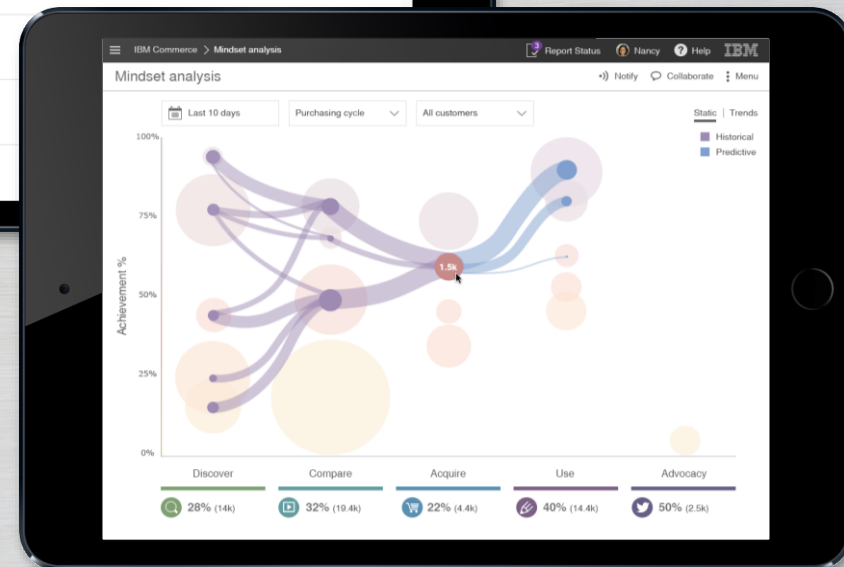 IBM Commerce > Mindset analysis
3
Report Status
Nancy
? Help
IBM
Mindset analysis
Notify
Collaborate
Menu
Last 10 days
Purchasing cycle
All customers
Static | Trends
Historical
Predictive
100%
75%
50%
25%
0%
Achievement %
1.5k
Discover
Compare
Acquire
Use
Advocacy
28% (14k)
32% (19.4k)
22% (4.4k)
40% (14.4k)
50% (2.5k)